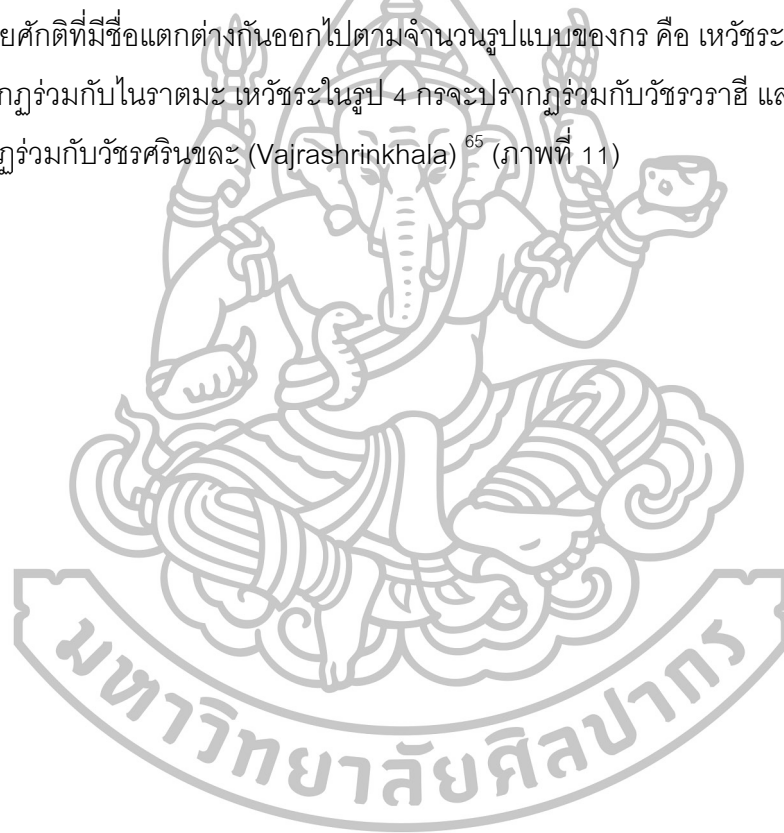 ยศักติที่มีชื่อแตกต่างกันออกไปตามจำนวนรูปแบบของกร คือ เหวัชระ
กฏร่วมกับไนราตมะ เหวัชระในรูป 4 กรจะปรากฏร่วมกับวัชรวราฮี แล
ฏร่วมกับวัชรศรินขละ (Vajrashrinkhala) 65 (ภาพที่ 11)
มหาวิทยาลัยศิลปากร